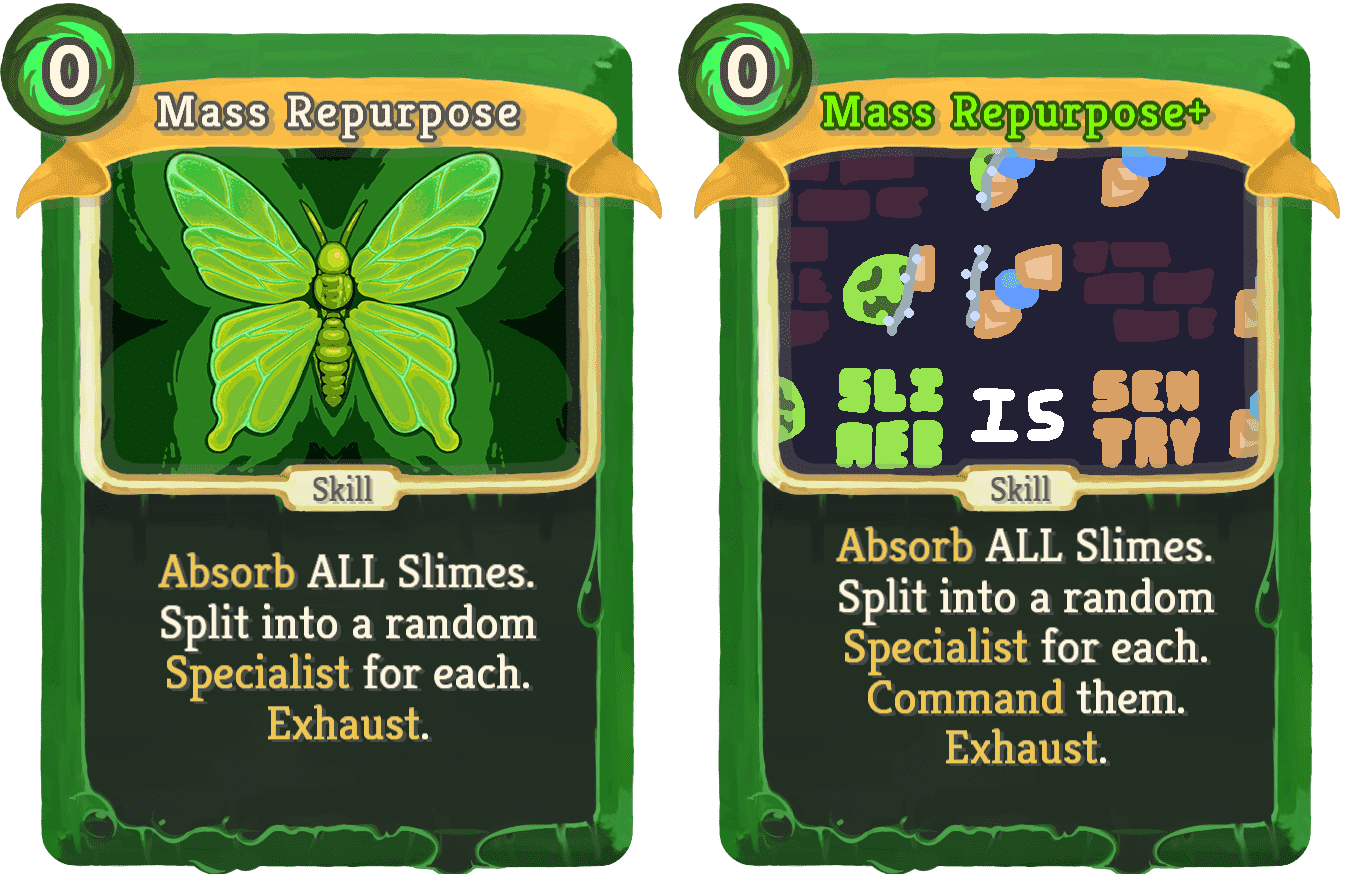 0
Mass Repurpose
Skill
Absorb ALL Slimes.
Split into a random
Specialist for each.
Exhaust.
0
Mass Repurpose+
SLI
MER
IS
SEN
TRY
Skill
Absorb ALL Slimes.
Split into a random
Specialist for each.
Command them.
Exhaust.